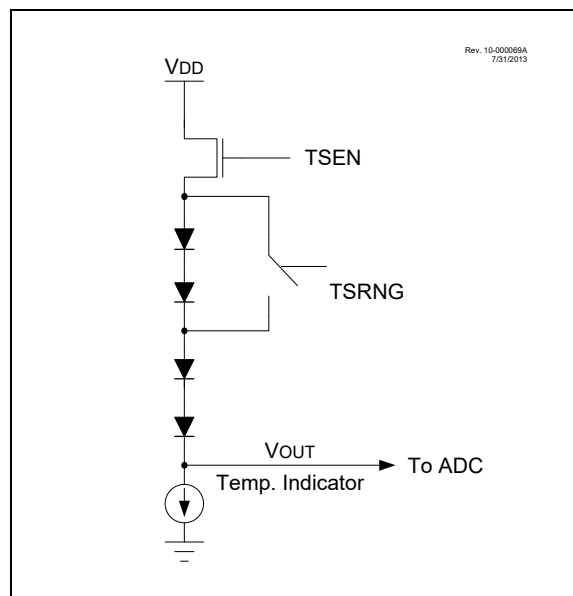 Rev. 10-000069A
7/31/2013
VDD
TSEN
TSRNG
VOUT
To ADC
Temp. Indicator